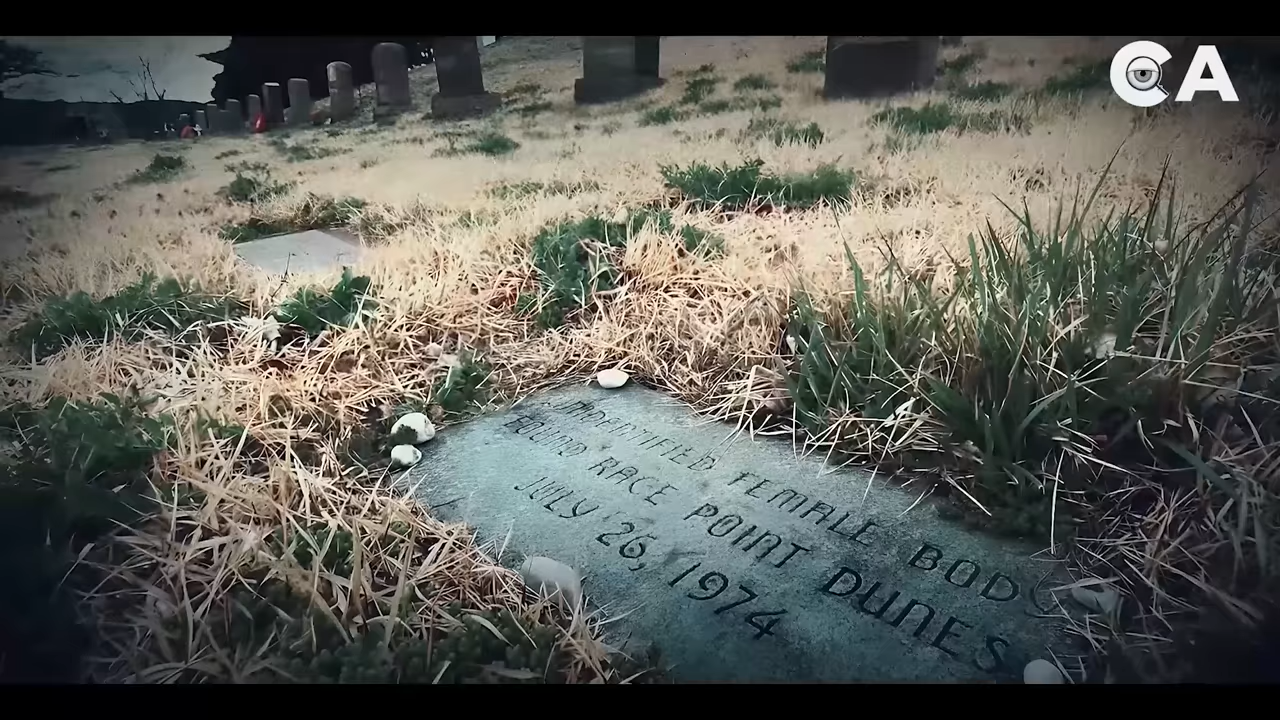 CA
UNIDENTIFIED FEMALE BODY
FOUND RACE POINT DUNES
JULY 26, 1974